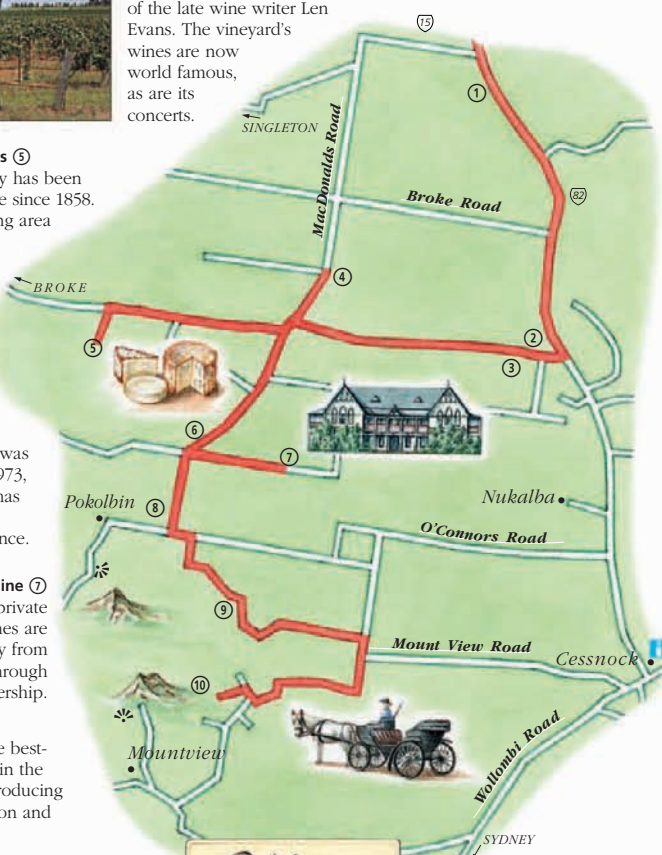 of the late wine writer Len
Evans. The vineyard's
wines are now
world famous,
as are its
concerts.
s ⑤
y has been
e since 1858.
ng area
was
973,
has
nce.
ine ⑦
private
nes are
y from
hrough
ership.
e best-
in the
roducing
on and
15
①
SINGLETON
MacDonalds Road
82
Broke Road
④
BROKE
②
③
⑤
⑥
⑦
Pokolbin
⑧
Nukalba
O'Connors Road
⑨
Mount View Road
Cessnock
⑩
Mountview
Wollombi Road
SYDNEY